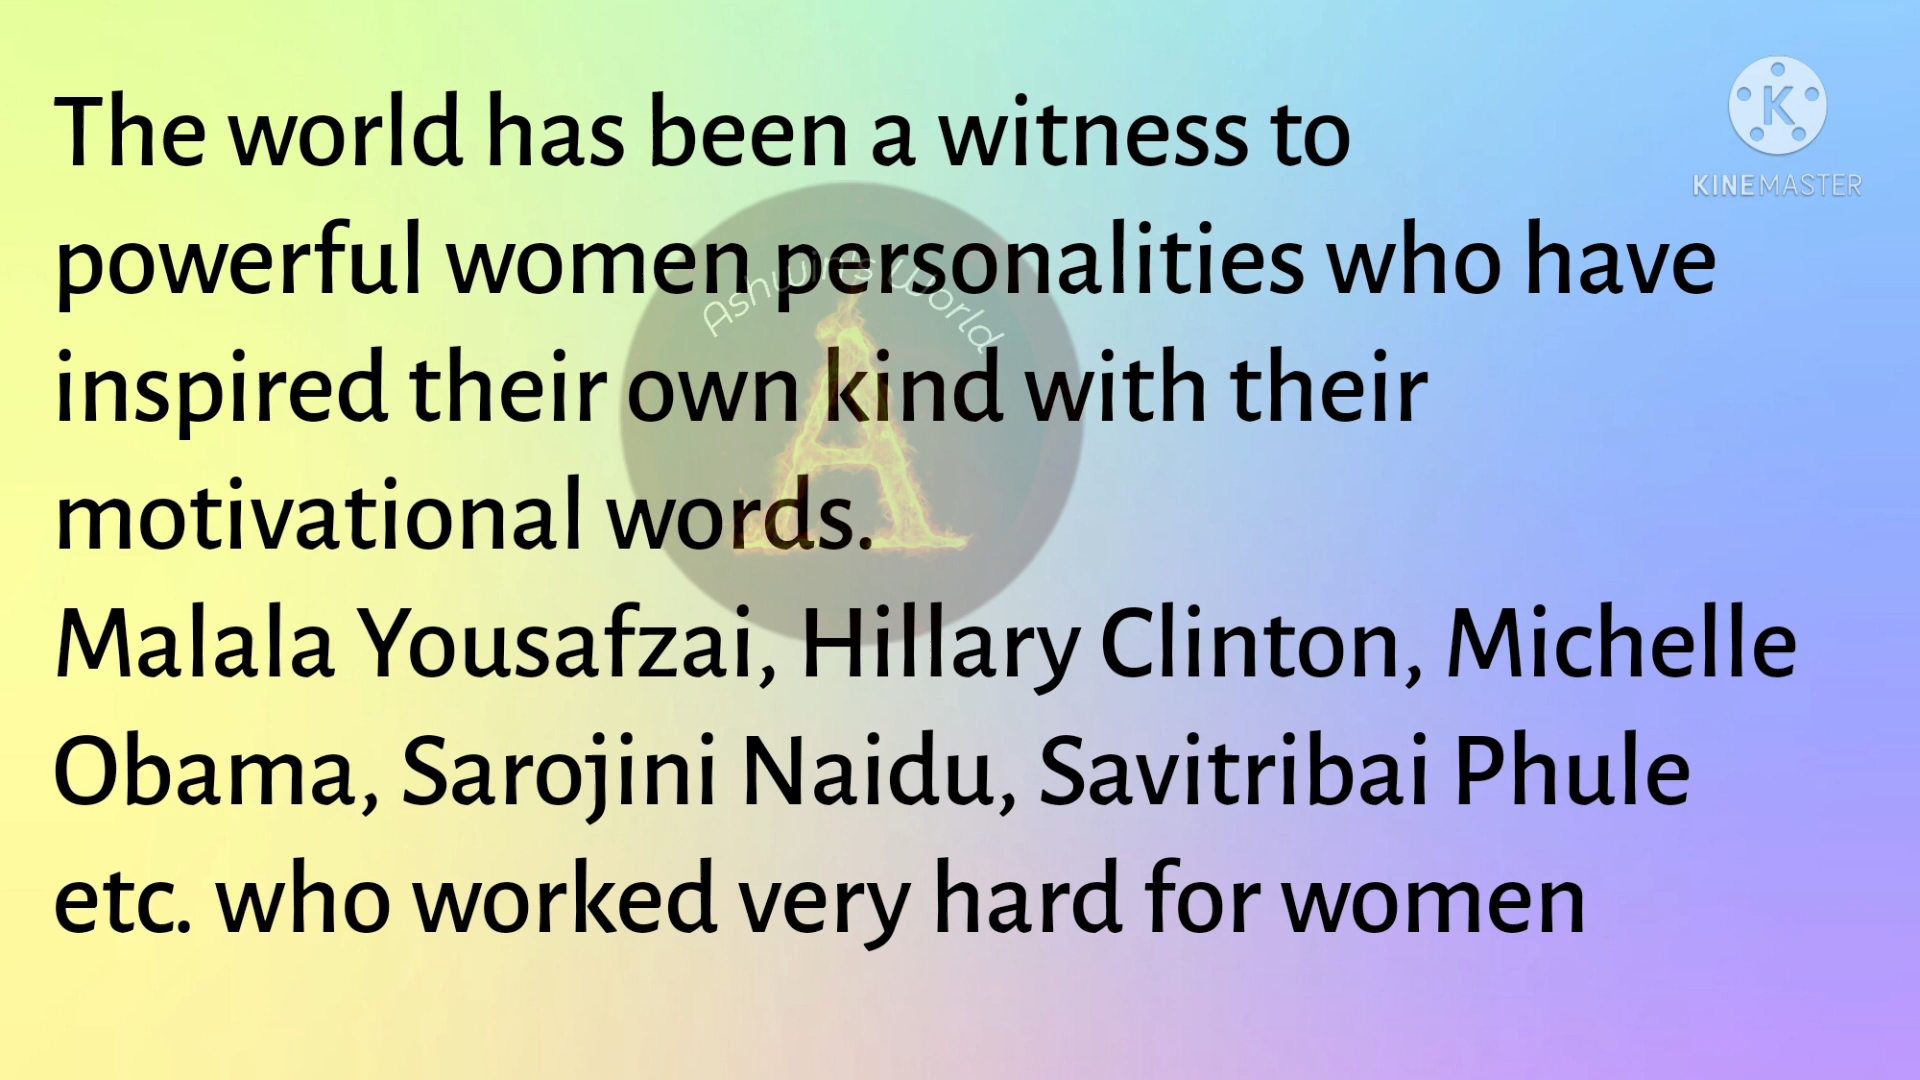 The world has been a witness to
powerful women personalities who have
inspired their own kind with their
motivational words.
Malala Yousafzai, Hillary Clinton, Michelle
Obama, Sarojini Naidu, Savitribai Phule
etc. who worked very hard for women
K
KINEMASTER
World
A